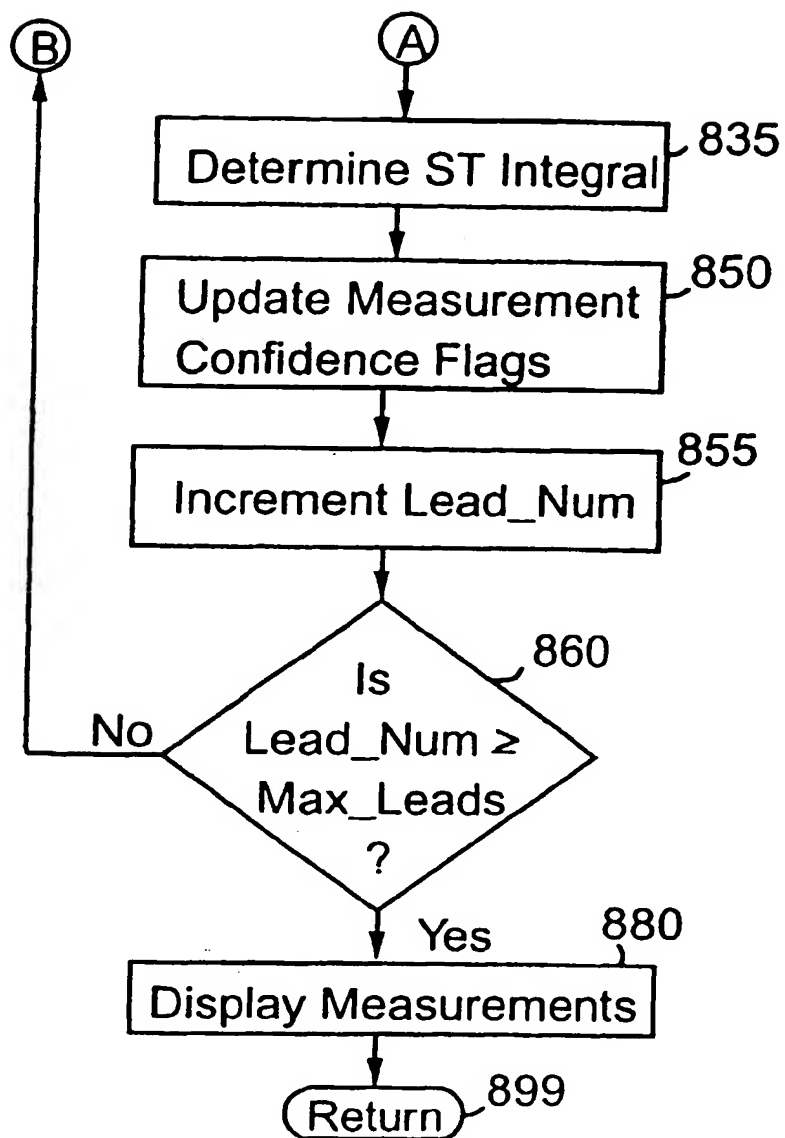 B
A
Determine ST Integral
835
Update Measurement
Confidence Flags
850
Increment Lead_Num
855
Is
Lead_Num ≥
Max_Leads
?
860
No
Yes
880
Display Measurements
Return
899